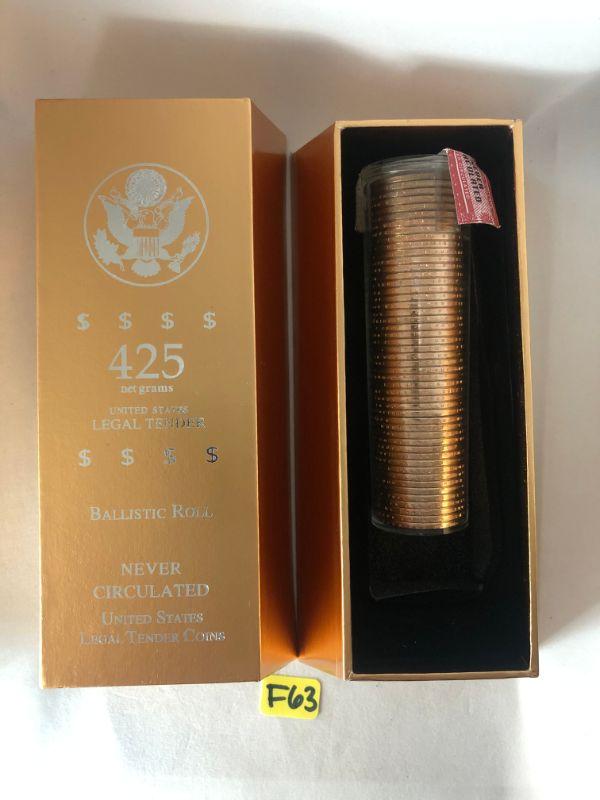 $ $ $ $
425
net grams
UNITED STATES
LEGAL TENDER
$ $ $ $
BALLISTIC ROLL
NEVER
CIRCULATED
UNITED STATES
LEGAL TENDER COINS
F63